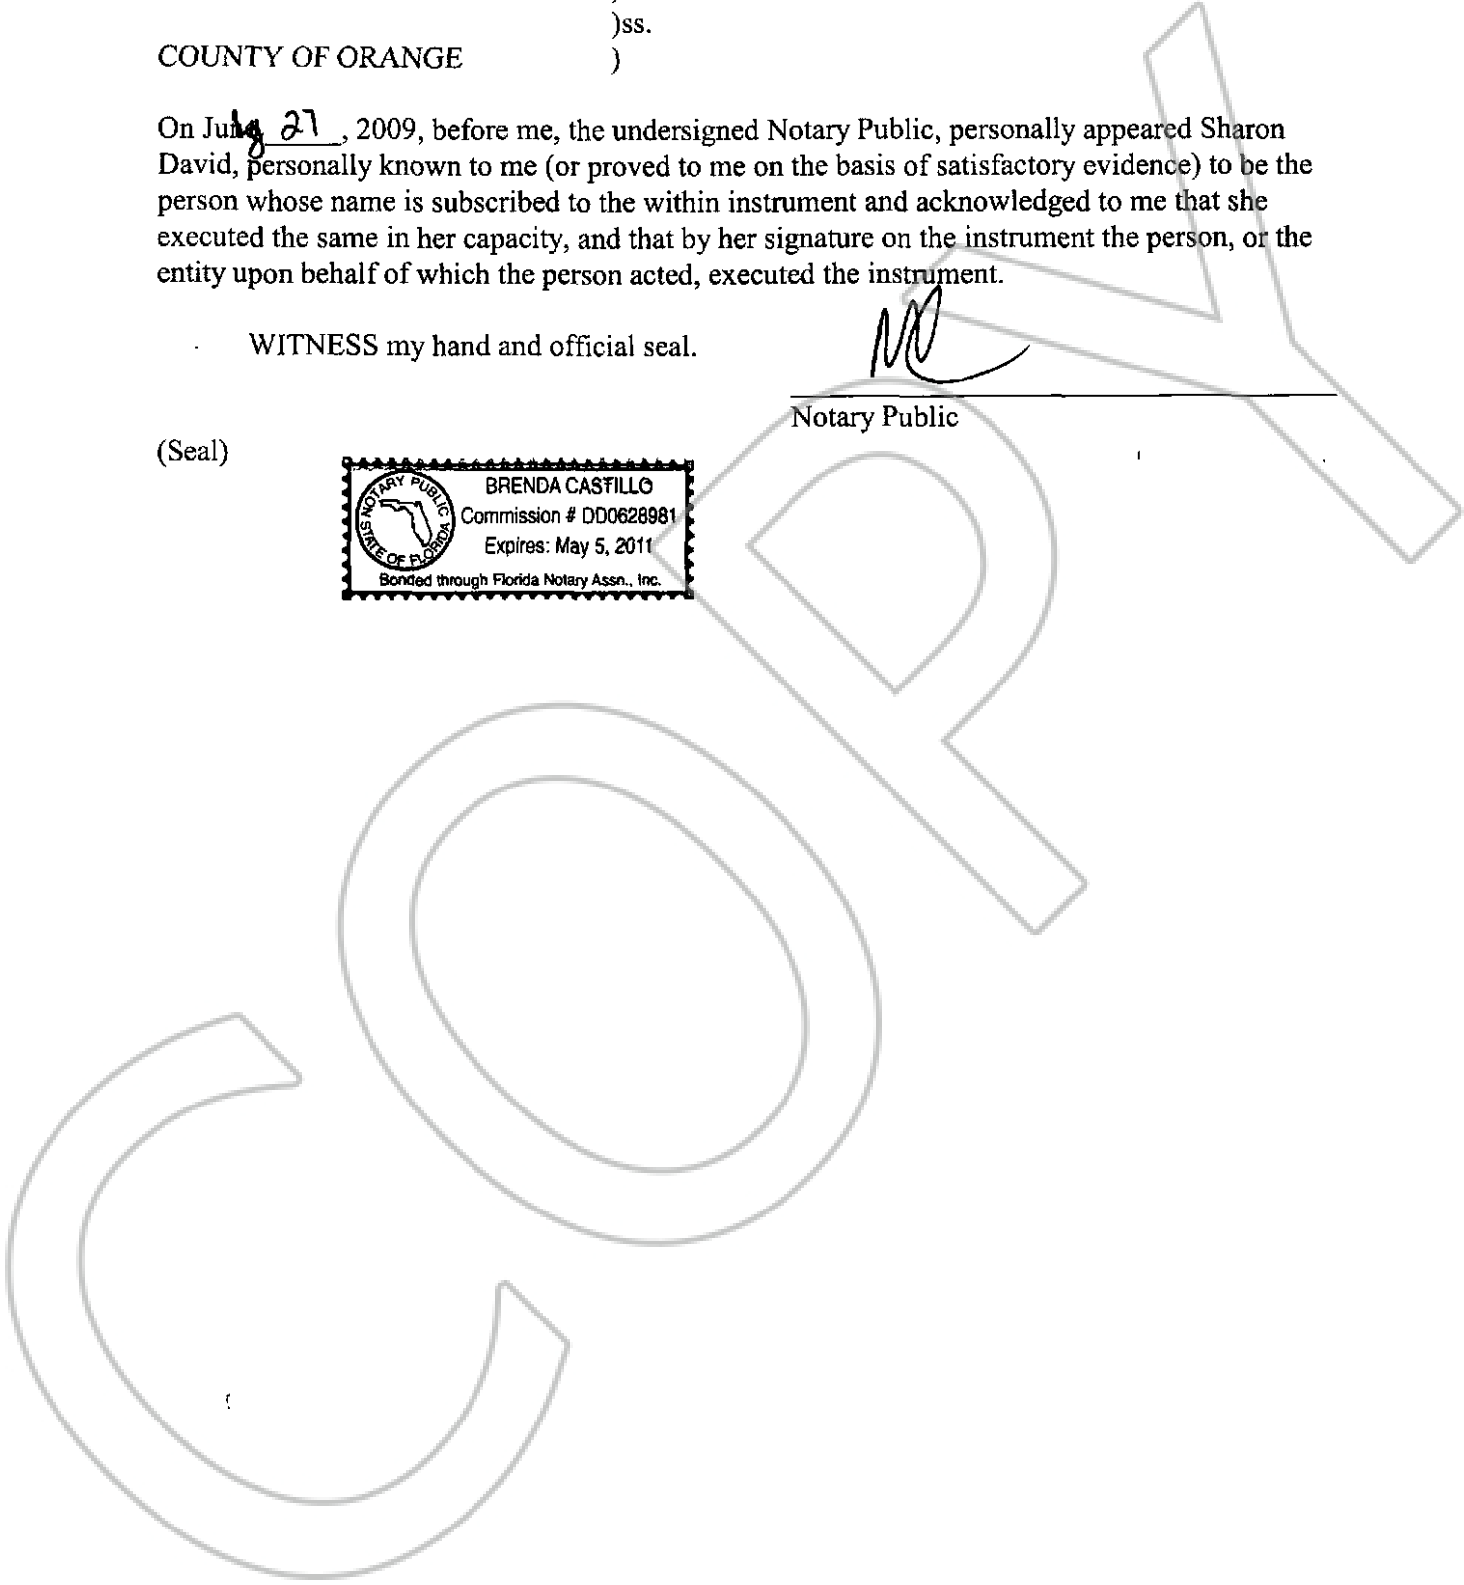 )ss.
COUNTY OF ORANGE )
On July 27, 2009, before me, the undersigned Notary Public, personally appeared Sharon
David, personally known to me (or proved to me on the basis of satisfactory evidence) to be the
person whose name is subscribed to the within instrument and acknowledged to me that she
executed the same in her capacity, and that by her signature on the instrument the person, or the
entity upon behalf of which the person acted, executed the instrument.
WITNESS my hand and official seal.
Notary Public
(Seal)
NOTARY PUBLIC
STATE OF FLORIDA
BRENDA CASTILLO
Commission # DD0628981
Expires: May 5, 2011
Bonded through Florida Notary Assn., Inc.
COPY